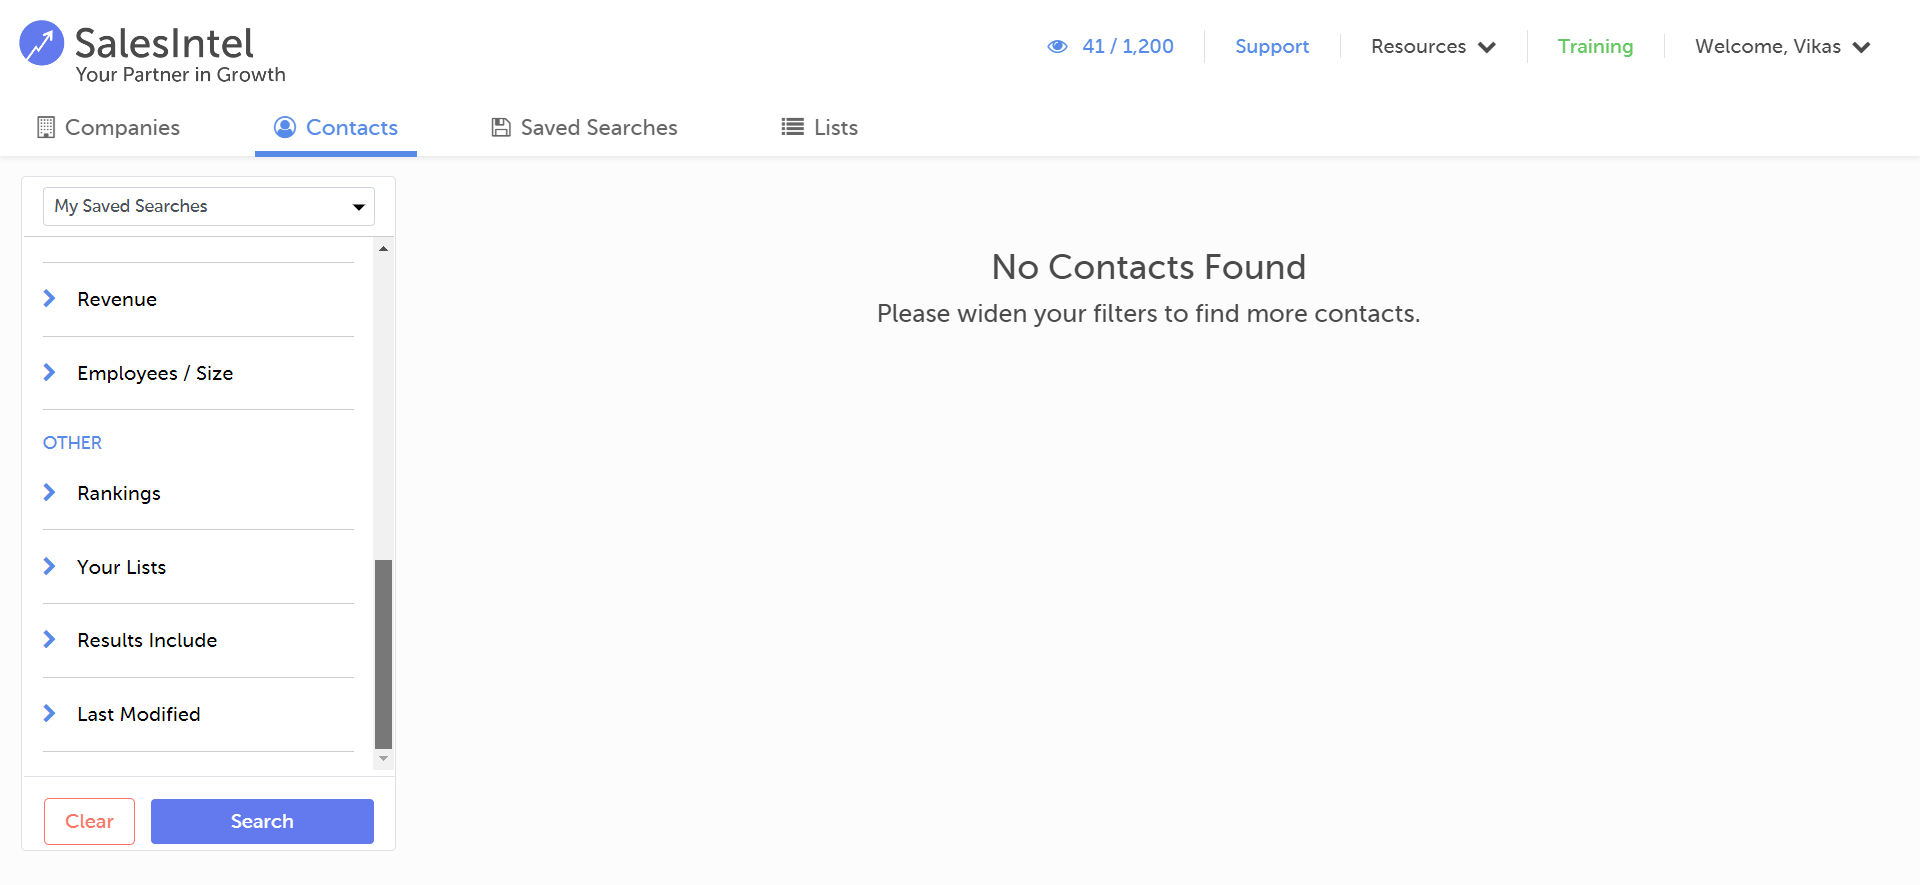 SalesIntel
Your Partner in Growth
41 / 1,200
Support
Resources
Training
Welcome, Vikas
Companies
Contacts
Saved Searches
Lists
My Saved Searches
Revenue
Employees / Size
OTHER
Rankings
Your Lists
Results Include
Last Modified
Clear
Search
No Contacts Found
Please widen your filters to find more contacts.